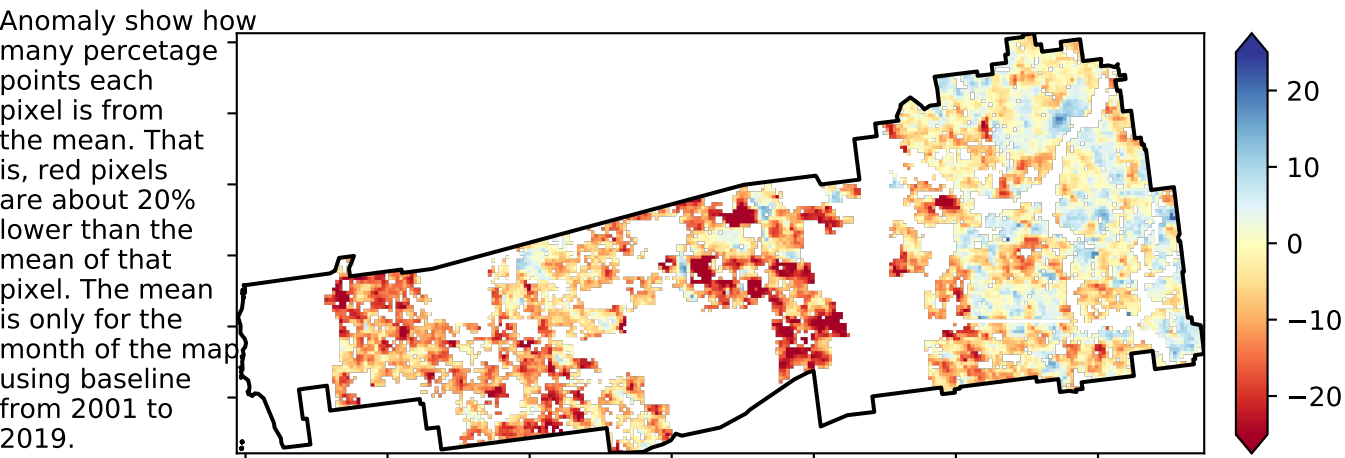 Anomaly show how
many percetage
points each
pixel is from
the mean. That
is, red pixels
are about 20%
lower than the
mean of that
pixel. The mean
is only for the
month of the map
using baseline
from 2001 to
2019.
20
10
0
−10
−20